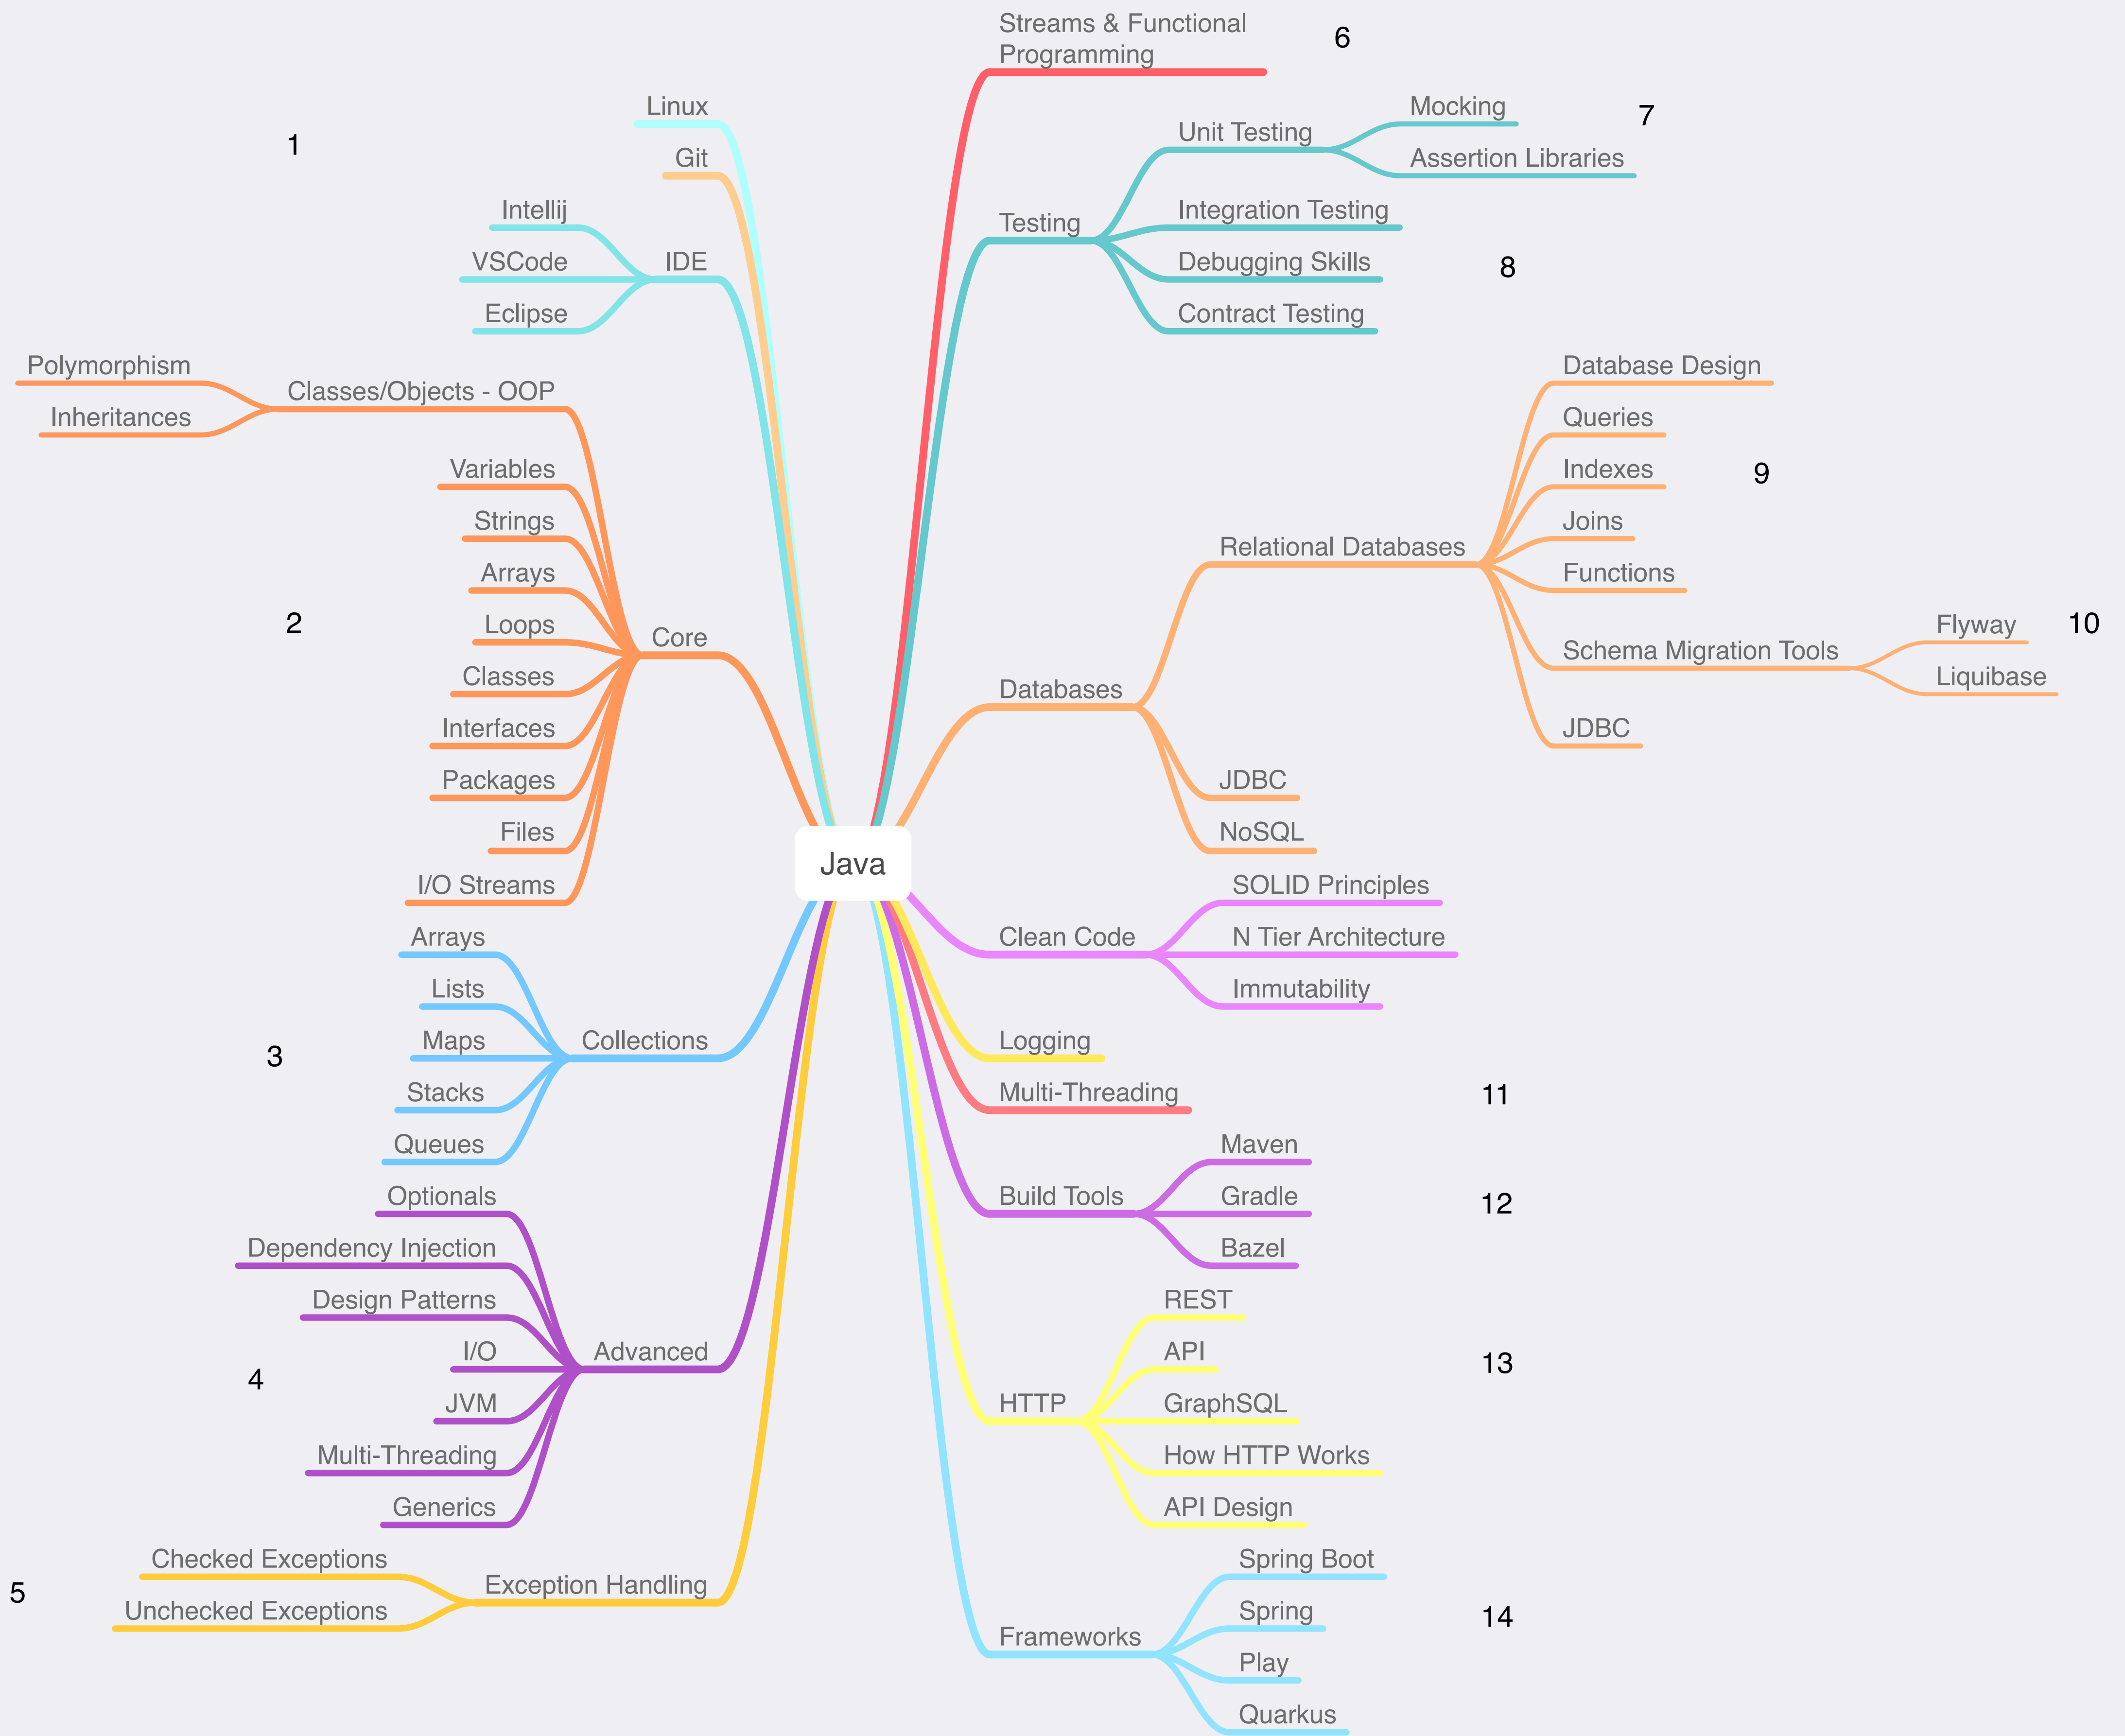 Linux
1
Git
Intellij
VSCode
IDE
Eclipse
Polymorphism
Classes/Objects - OOP
Inheritances
Variables
Strings
Arrays
Loops
2
Core
Classes
Interfaces
Packages
Files
I/O Streams
Java
Arrays
Lists
Maps
3
Collections
Stacks
Queues
Optionals
Dependency Injection
Design Patterns
I/O
Advanced
4
JVM
Multi-Threading
Generics
Checked Exceptions
Exception Handling
5
Unchecked Exceptions
Streams & Functional
Programming
6
Mocking
7
Unit Testing
Assertion Libraries
Integration Testing
Testing
Debugging Skills
8
Contract Testing
Database Design
Queries
Indexes
9
Joins
Relational Databases
Functions
Flyway
10
Schema Migration Tools
Liquibase
Databases
JDBC
JDBC
NoSQL
SOLID Principles
Clean Code
N Tier Architecture
Immutability
Logging
Multi-Threading
11
Maven
Build Tools
Gradle
12
Bazel
REST
API
13
HTTP
GraphSQL
How HTTP Works
API Design
Spring Boot
Spring
14
Frameworks
Play
Quarkus